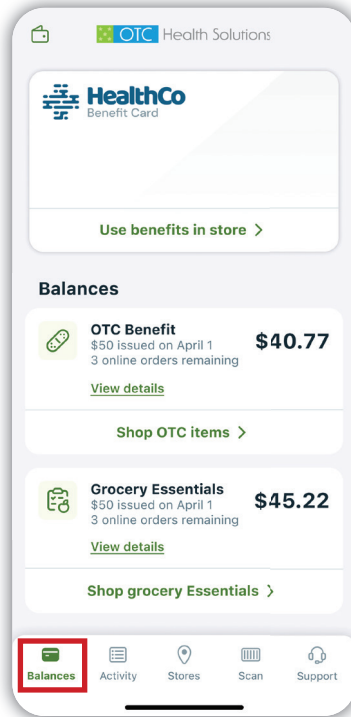 OTC Health Solutions
HealthCo
Benefit Card
Use benefits in store >
Balances
OTC Benefit
$50 issued on April 1
3 online orders remaining
$40.77
View details
Shop OTC items >
Grocery Essentials
$50 issued on April 1
3 online orders remaining
$45.22
View details
Shop grocery Essentials >
Balances Activity Stores Scan Support